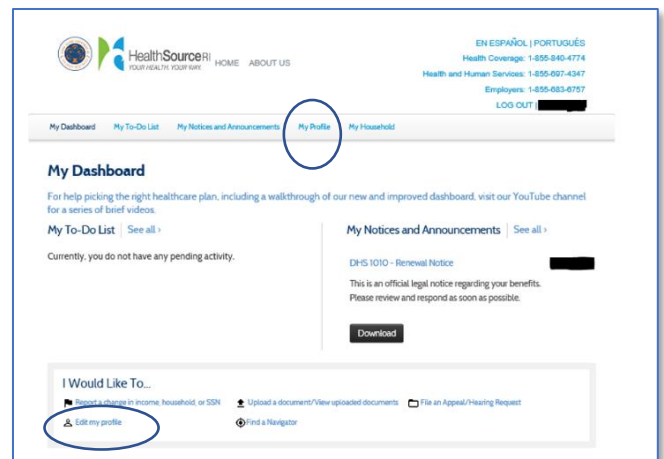 EN ESPAÑOL | PORTUGUÊS
HealthSource RI
YOUR HEALTH. YOUR WAY.
HOME ABOUT US
Health Coverage: 1-855-840-4774
Health and Human Services: 1-855-697-4347
Employers: 1-855-683-6757
LOG OUT |
My Dashboard My To-Do List My Notices and Announcements My Profile My Household
My Dashboard
For help picking the right healthcare plan, including a walkthrough of our new and improved dashboard, visit our YouTube channel
for a series of brief videos.
My To-Do List | See all ›
Currently, you do not have any pending activity.
My Notices and Announcements | See all ›
DHS 1010 - Renewal Notice
This is an official legal notice regarding your benefits.
Please review and respond as soon as possible.
Download
I Would Like To...
Report a change in income, household, or SSN Upload a document/View uploaded documents File an Appeal/Hearing Request
Edit my profile Find a Navigator